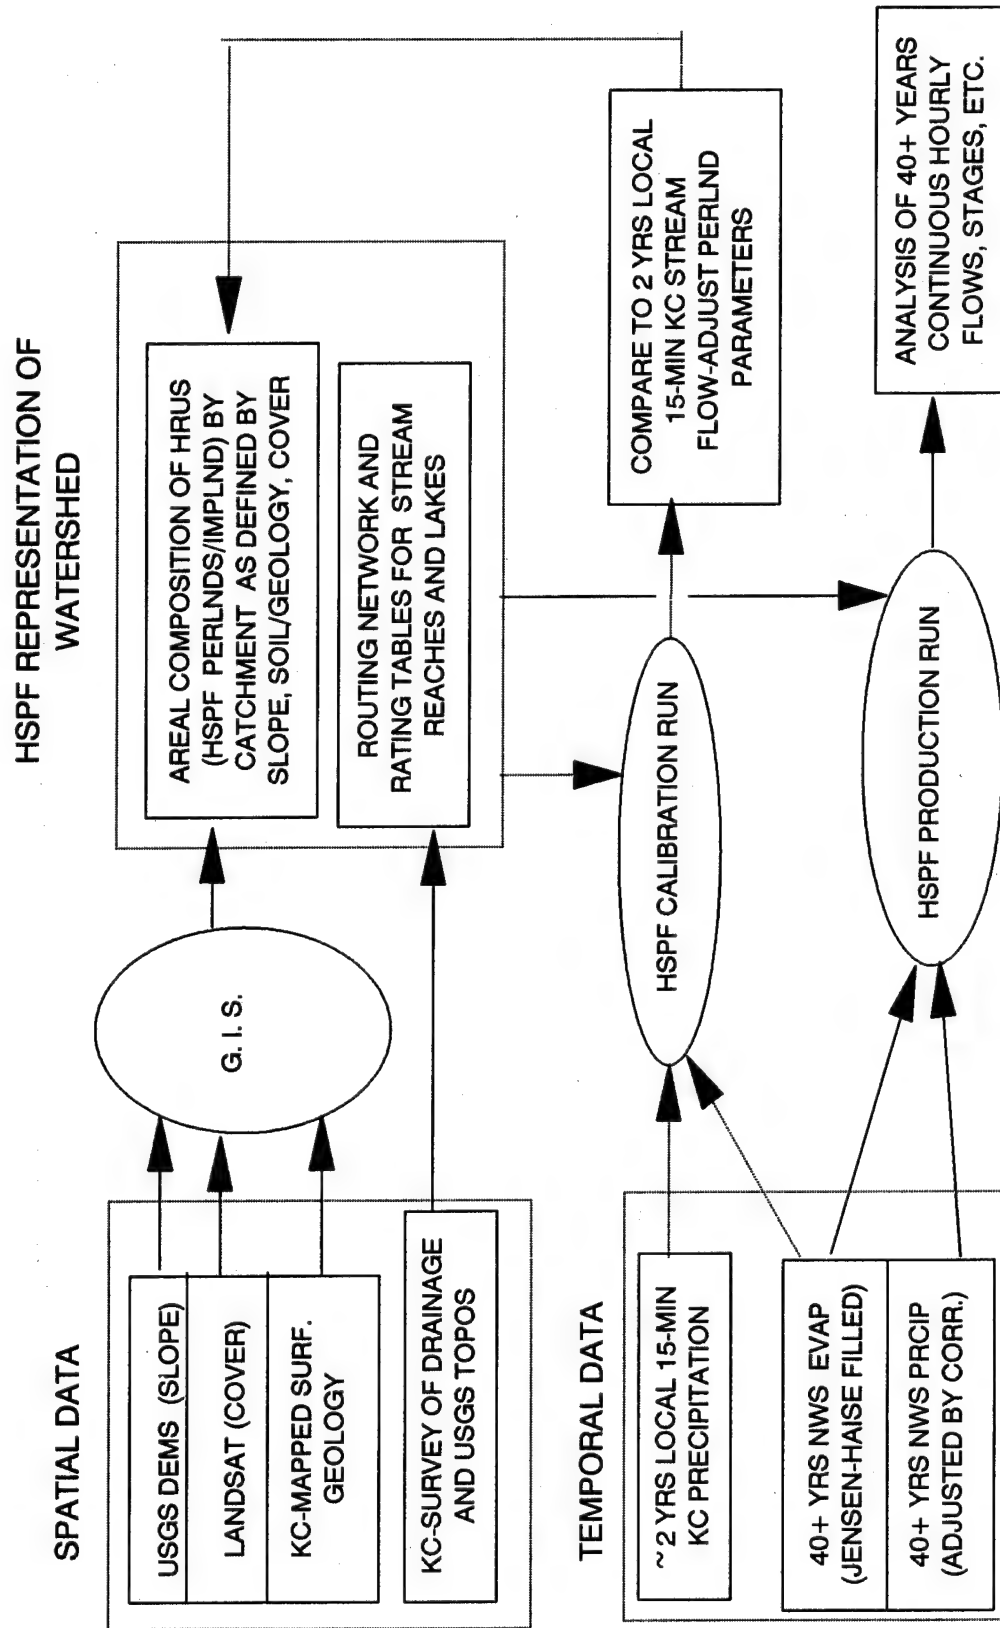 HSPF REPRESENTATION OF
WATERSHED
SPATIAL DATA
USGS DEMS (SLOPE)
LANDSAT (COVER)
KC-MAPPED SURF.
GEOLOGY
KC-SURVEY OF DRAINAGE
AND USGS TOPOS
G. I. S.
AREAL COMPOSITION OF HRUS
(HSPF PERLNDS/IMPLND) BY
CATCHMENT AS DEFINED BY
SLOPE, SOIL/GEOLOGY, COVER
ROUTING NETWORK AND
RATING TABLES FOR STREAM
REACHES AND LAKES
TEMPORAL DATA
~2 YRS LOCAL 15-MIN
KC PRECIPITATION
40+ YRS NWS EVAP
(JENSEN-HAISE FILLED)
40+ YRS NWS PRCIP
(ADJUSTED BY CORR.)
HSPF CALIBRATION RUN
COMPARE TO 2 YRS LOCAL
15-MIN KC STREAM
FLOW-ADJUST PERLND
PARAMETERS
HSPF PRODUCTION RUN
ANALYSIS OF 40+ YEARS
CONTINUOUS HOURLY
FLOWS, STAGES, ETC.